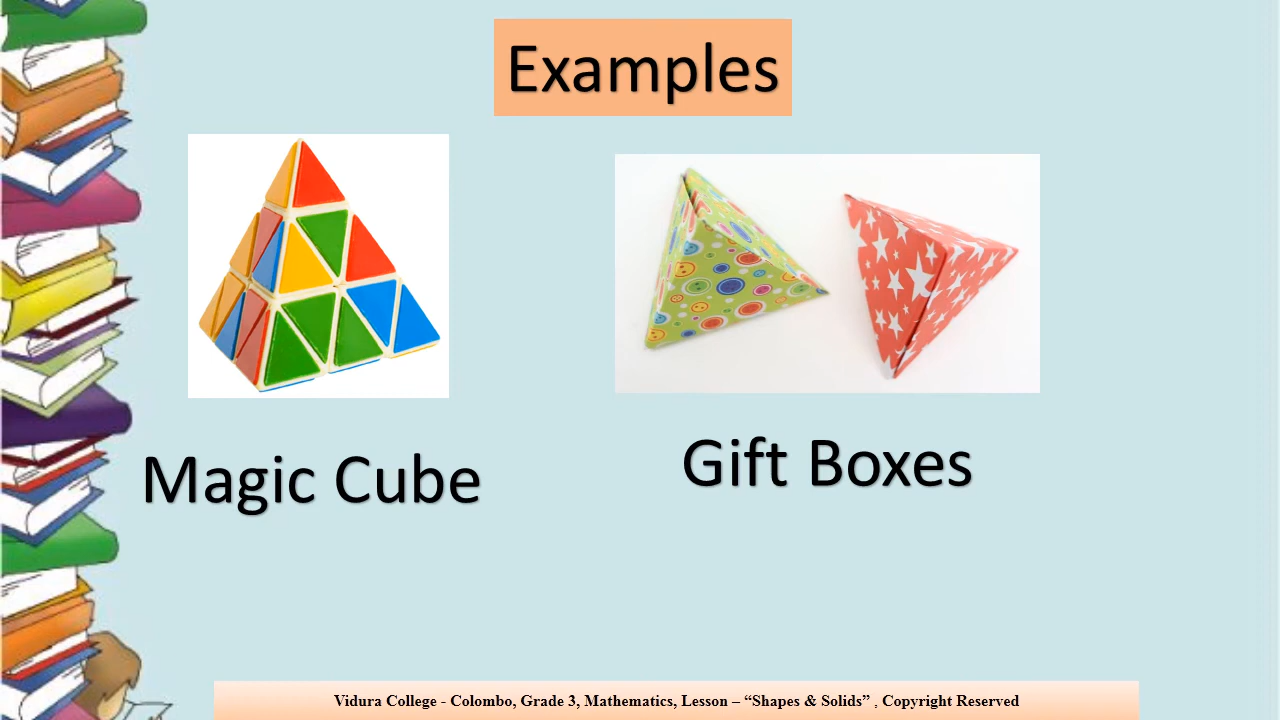 Examples
Magic Cube
Gift Boxes
Vidura College - Colombo, Grade 3, Mathematics, Lesson – “Shapes & Solids” , Copyright Reserved